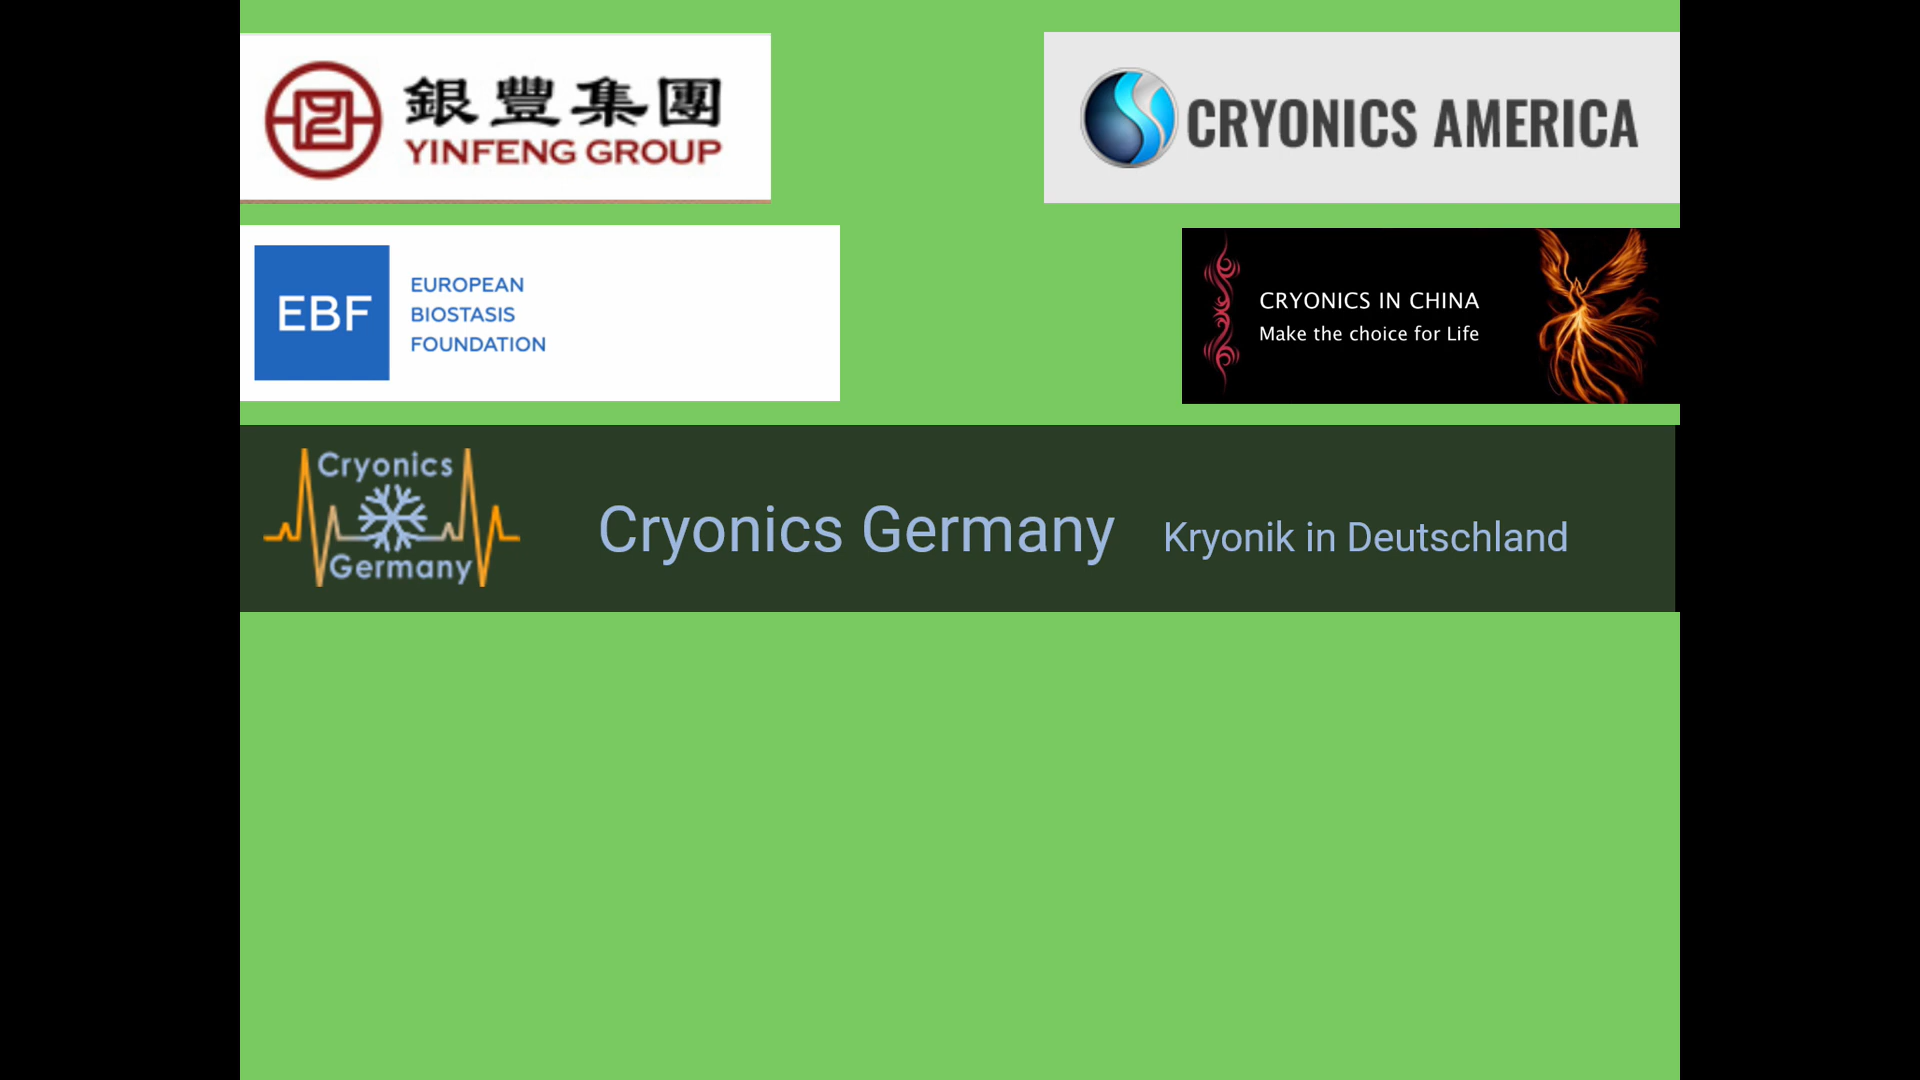 銀豐集團
YINFENG GROUP
CRYONICS AMERICA
EBF
EUROPEAN
BIOSTASIS
FOUNDATION
CRYONICS IN CHINA
Make the choice for Life
Cryonics
Germany
Cryonics Germany Kryonik in Deutschland